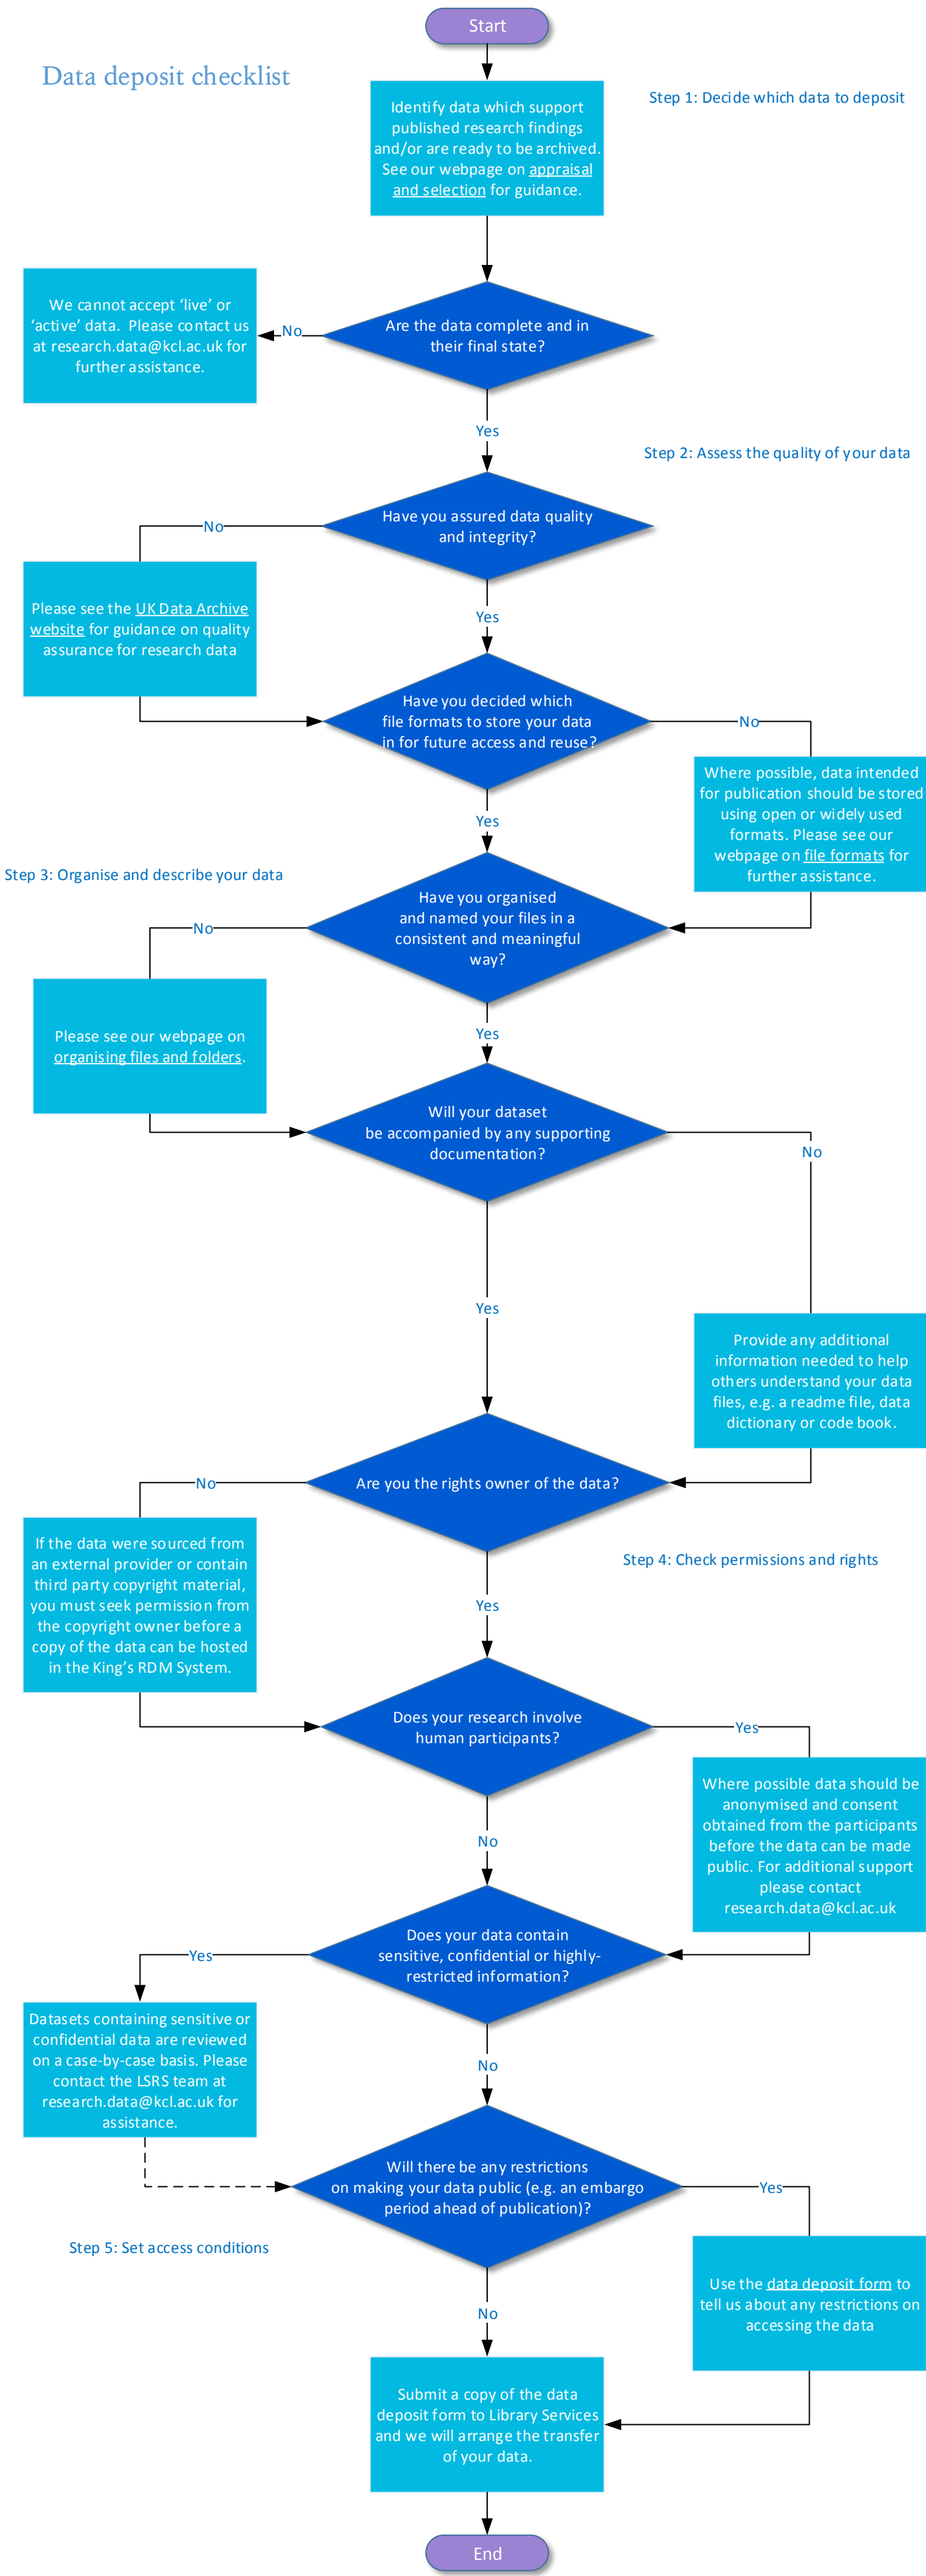 Start
Data deposit checklist
Step 1: Decide which data to deposit
Identify data which support
published research findings
and/or are ready to be archived.
See our webpage on appraisal
and selection for guidance.
We cannot accept ‘live’ or
‘active’ data. Please contact us
at research.data@kcl.ac.uk for
further assistance.
No
Are the data complete and in
their final state?
Yes
Step 2: Assess the quality of your data
Have you assured data quality
and integrity?
No
Please see the UK Data Archive
website for guidance on quality
assurance for research data
Yes
Have you decided which
file formats to store your data
in for future access and reuse?
No
Where possible, data intended
for publication should be stored
using open or widely used
formats. Please see our
webpage on file formats for
further assistance.
Yes
Step 3: Organise and describe your data
Have you organised
and named your files in a
consistent and meaningful
way?
No
Please see our webpage on
organising files and folders.
Yes
Will your dataset
be accompanied by any supporting
documentation?
No
Yes
Provide any additional
information needed to help
others understand your data
files, e.g. a readme file, data
dictionary or code book.
Are you the rights owner of the data?
No
If the data were sourced from
an external provider or contain
third party copyright material,
you must seek permission from
the copyright owner before a
copy of the data can be hosted
in the King’s RDM System.
Step 4: Check permissions and rights
Yes
Does your research involve
human participants?
Yes
Where possible data should be
anonymised and consent
obtained from the participants
before the data can be made
public. For additional support
please contact
research.data@kcl.ac.uk
No
Does your data contain
sensitive, confidential or highly-
restricted information?
Yes
Datasets containing sensitive or
confidential data are reviewed
on a case-by-case basis. Please
contact the LSRS team at
research.data@kcl.ac.uk for
assistance.
No
Will there be any restrictions
on making your data public (e.g. an embargo
period ahead of publication)?
Yes
Step 5: Set access conditions
Use the data deposit form to
tell us about any restrictions on
accessing the data
No
Submit a copy of the data
deposit form to Library Services
and we will arrange the transfer
of your data.
End